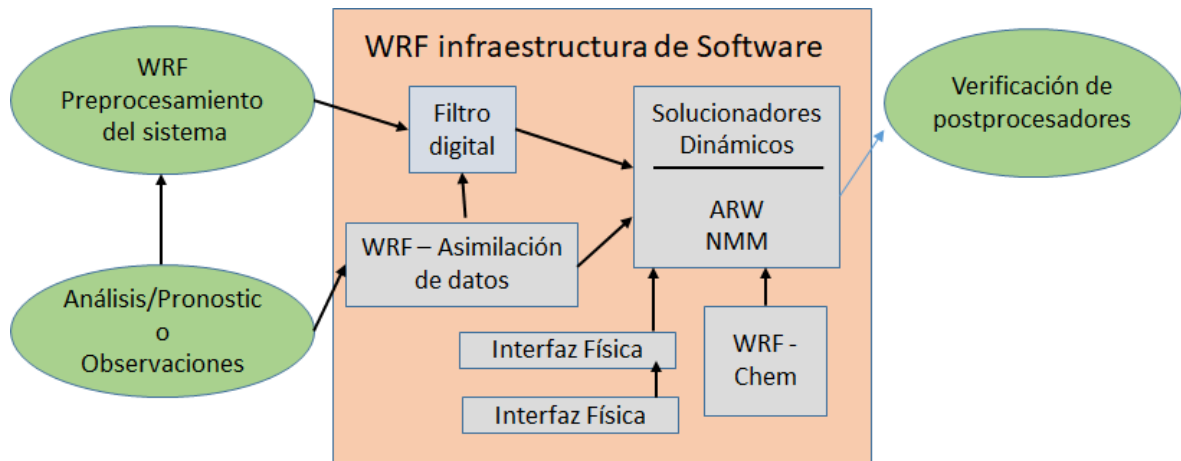 WRF infraestructura de Software
WRF
Preprocesamiento
del sistema
Filtro
digital
Solucionadores
Dinámicos
ARW
NMM
Verificación de
postprocesadores
WRF – Asimilación
de datos
Análisis/Pronostic
o
Observaciones
Interfaz Física
WRF -
Chem
Interfaz Física